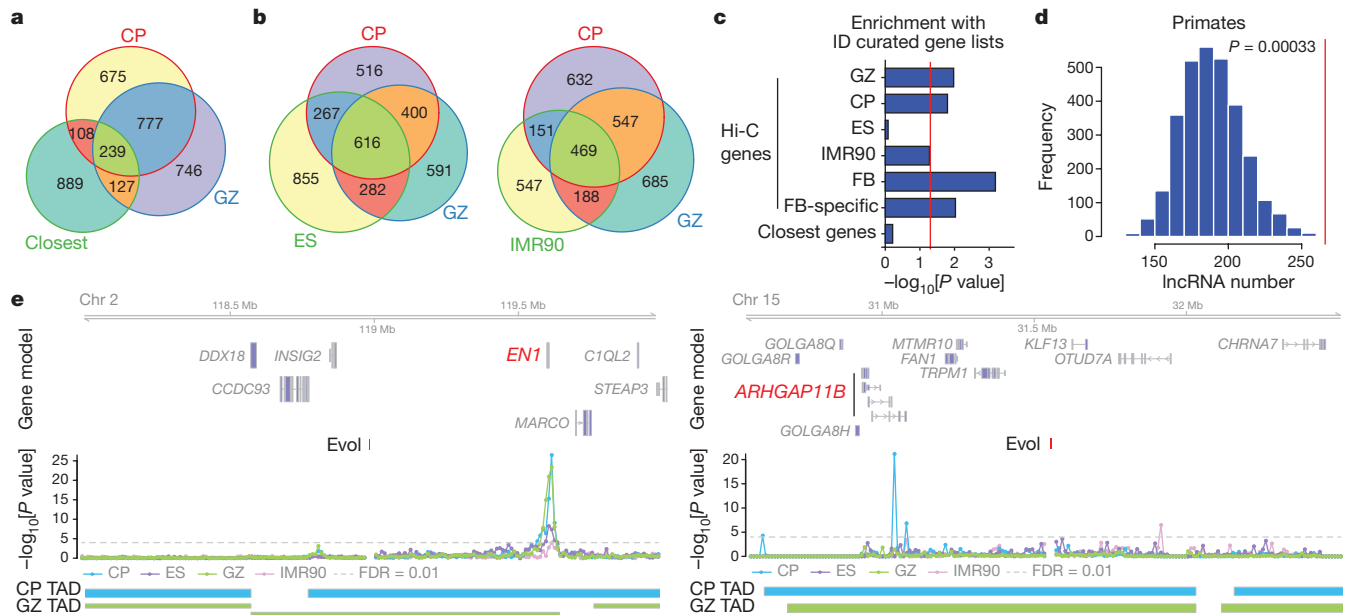 a
CP
675
108
777
239
889
127
746
Closest
GZ
b
CP
516
267
400
616
855
282
591
ES
GZ
CP
632
151
547
469
547
188
685
IMR90
GZ
c
Enrichment with
ID curated gene lists
Hi-C
genes
GZ
CP
ES
IMR90
FB
FB-specific
Closest genes
0 1 2 3
–log10[P value]
d
Primates
P = 0.00033
Frequency
500
400
300
200
100
0
150 200 250
lncRNA number
e
Chr 2
118.5 Mb
119 Mb
119.5 Mb
Gene model
DDX18 INSIG2 EN1 C1QL2
CCDC93 STEAP3
MARCO
Evol
–log10[P value]
25
20
15
10
5
0
CP ES GZ IMR90 FDR = 0.01
CP TAD
GZ TAD
Chr 15
31 Mb
31.5 Mb
32 Mb
Gene model
GOLGA8Q MTMR10 KLF13 CHRNA7
GOLGA8R FAN1 OTUD7A
TRPM1
ARHGAP11B
GOLGA8H
Evol
–log10[P value]
20
15
10
5
0
CP ES GZ IMR90 FDR = 0.01
CP TAD
GZ TAD